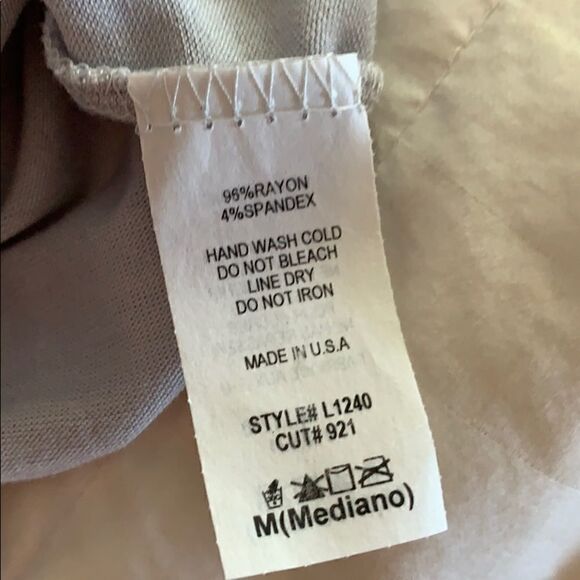 96%RAYON
4%SPANDEX
HAND WASH COLD
DO NOT BLEACH
LINE DRY
DO NOT IRON
MADE IN U.S.A
STYLE# L1240
CUT# 921
M(Mediano)